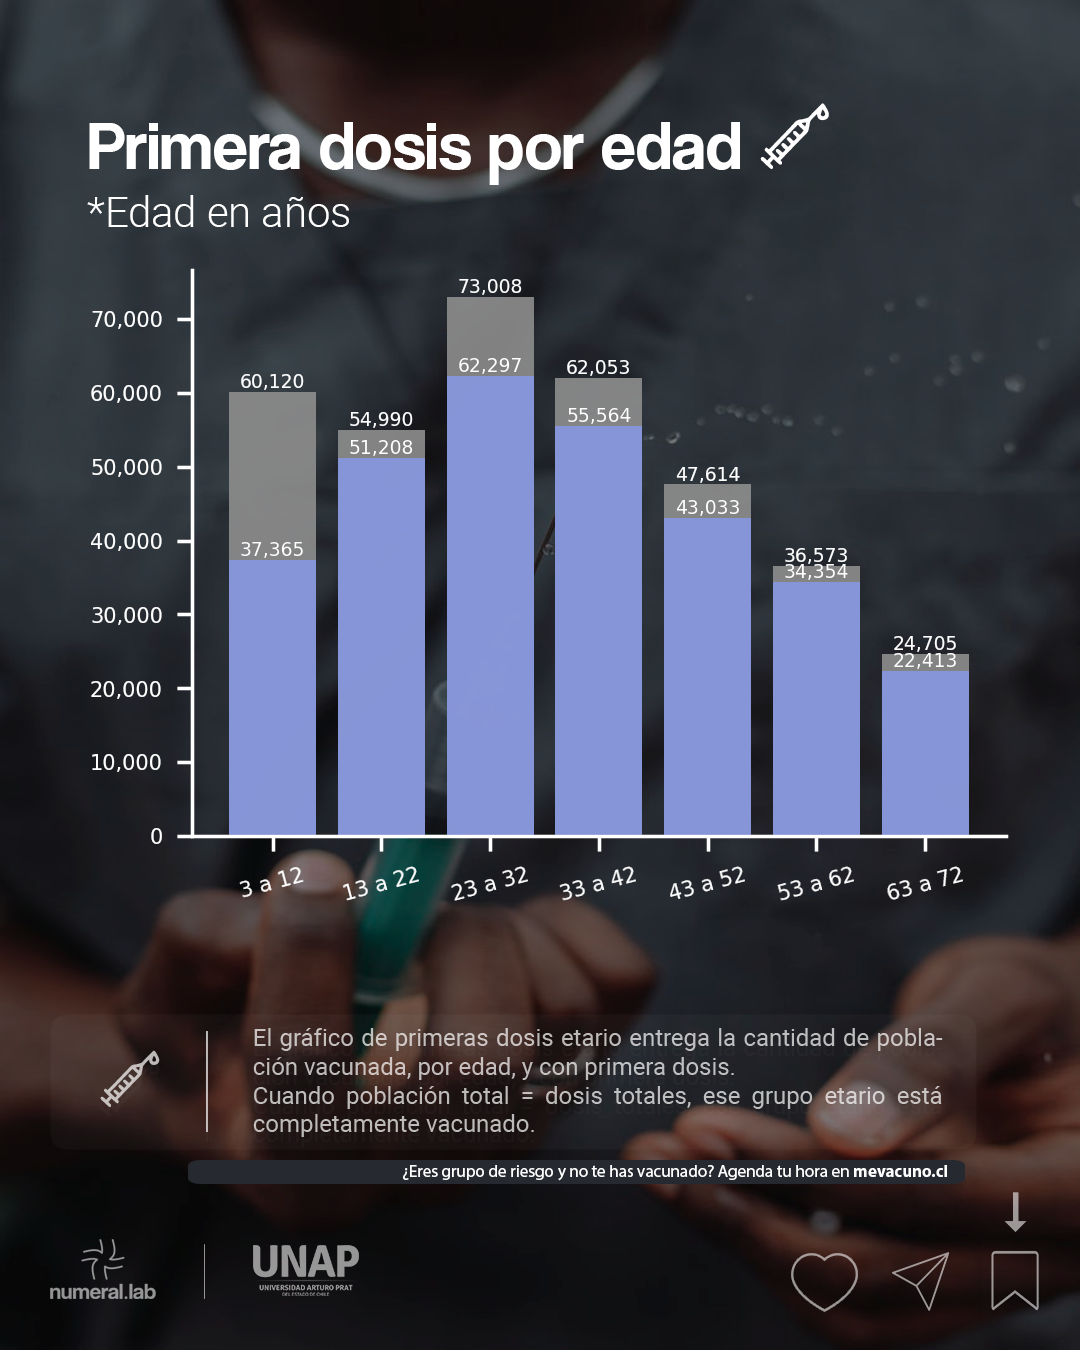 Primera dosis por edad
*Edad en años
73,008
70,000
62,297
62,053
60,120
60,000
55,564
54,990
51,208
50,000
47,614
43,033
40,000
37,365
36,573
34,354
30,000
24,705
22,413
20,000
10,000
0
3 a 12
13 a 22
23 a 32
33 a 42
43 a 52
53 a 62
63 a 72
El gráfico de primeras dosis etario entrega la cantidad de pobla-
ción vacunada, por edad, y con primera dosis.
Cuando población total = dosis totales, ese grupo etario está
completamente vacunado.
¿Eres grupo de riesgo y no te has vacunado? Agenda tu hora en mevacuno.cl
numeral.lab
UNAP
UNIVERSIDAD ARTURO PRAT
DEL ESTADO DE CHILE